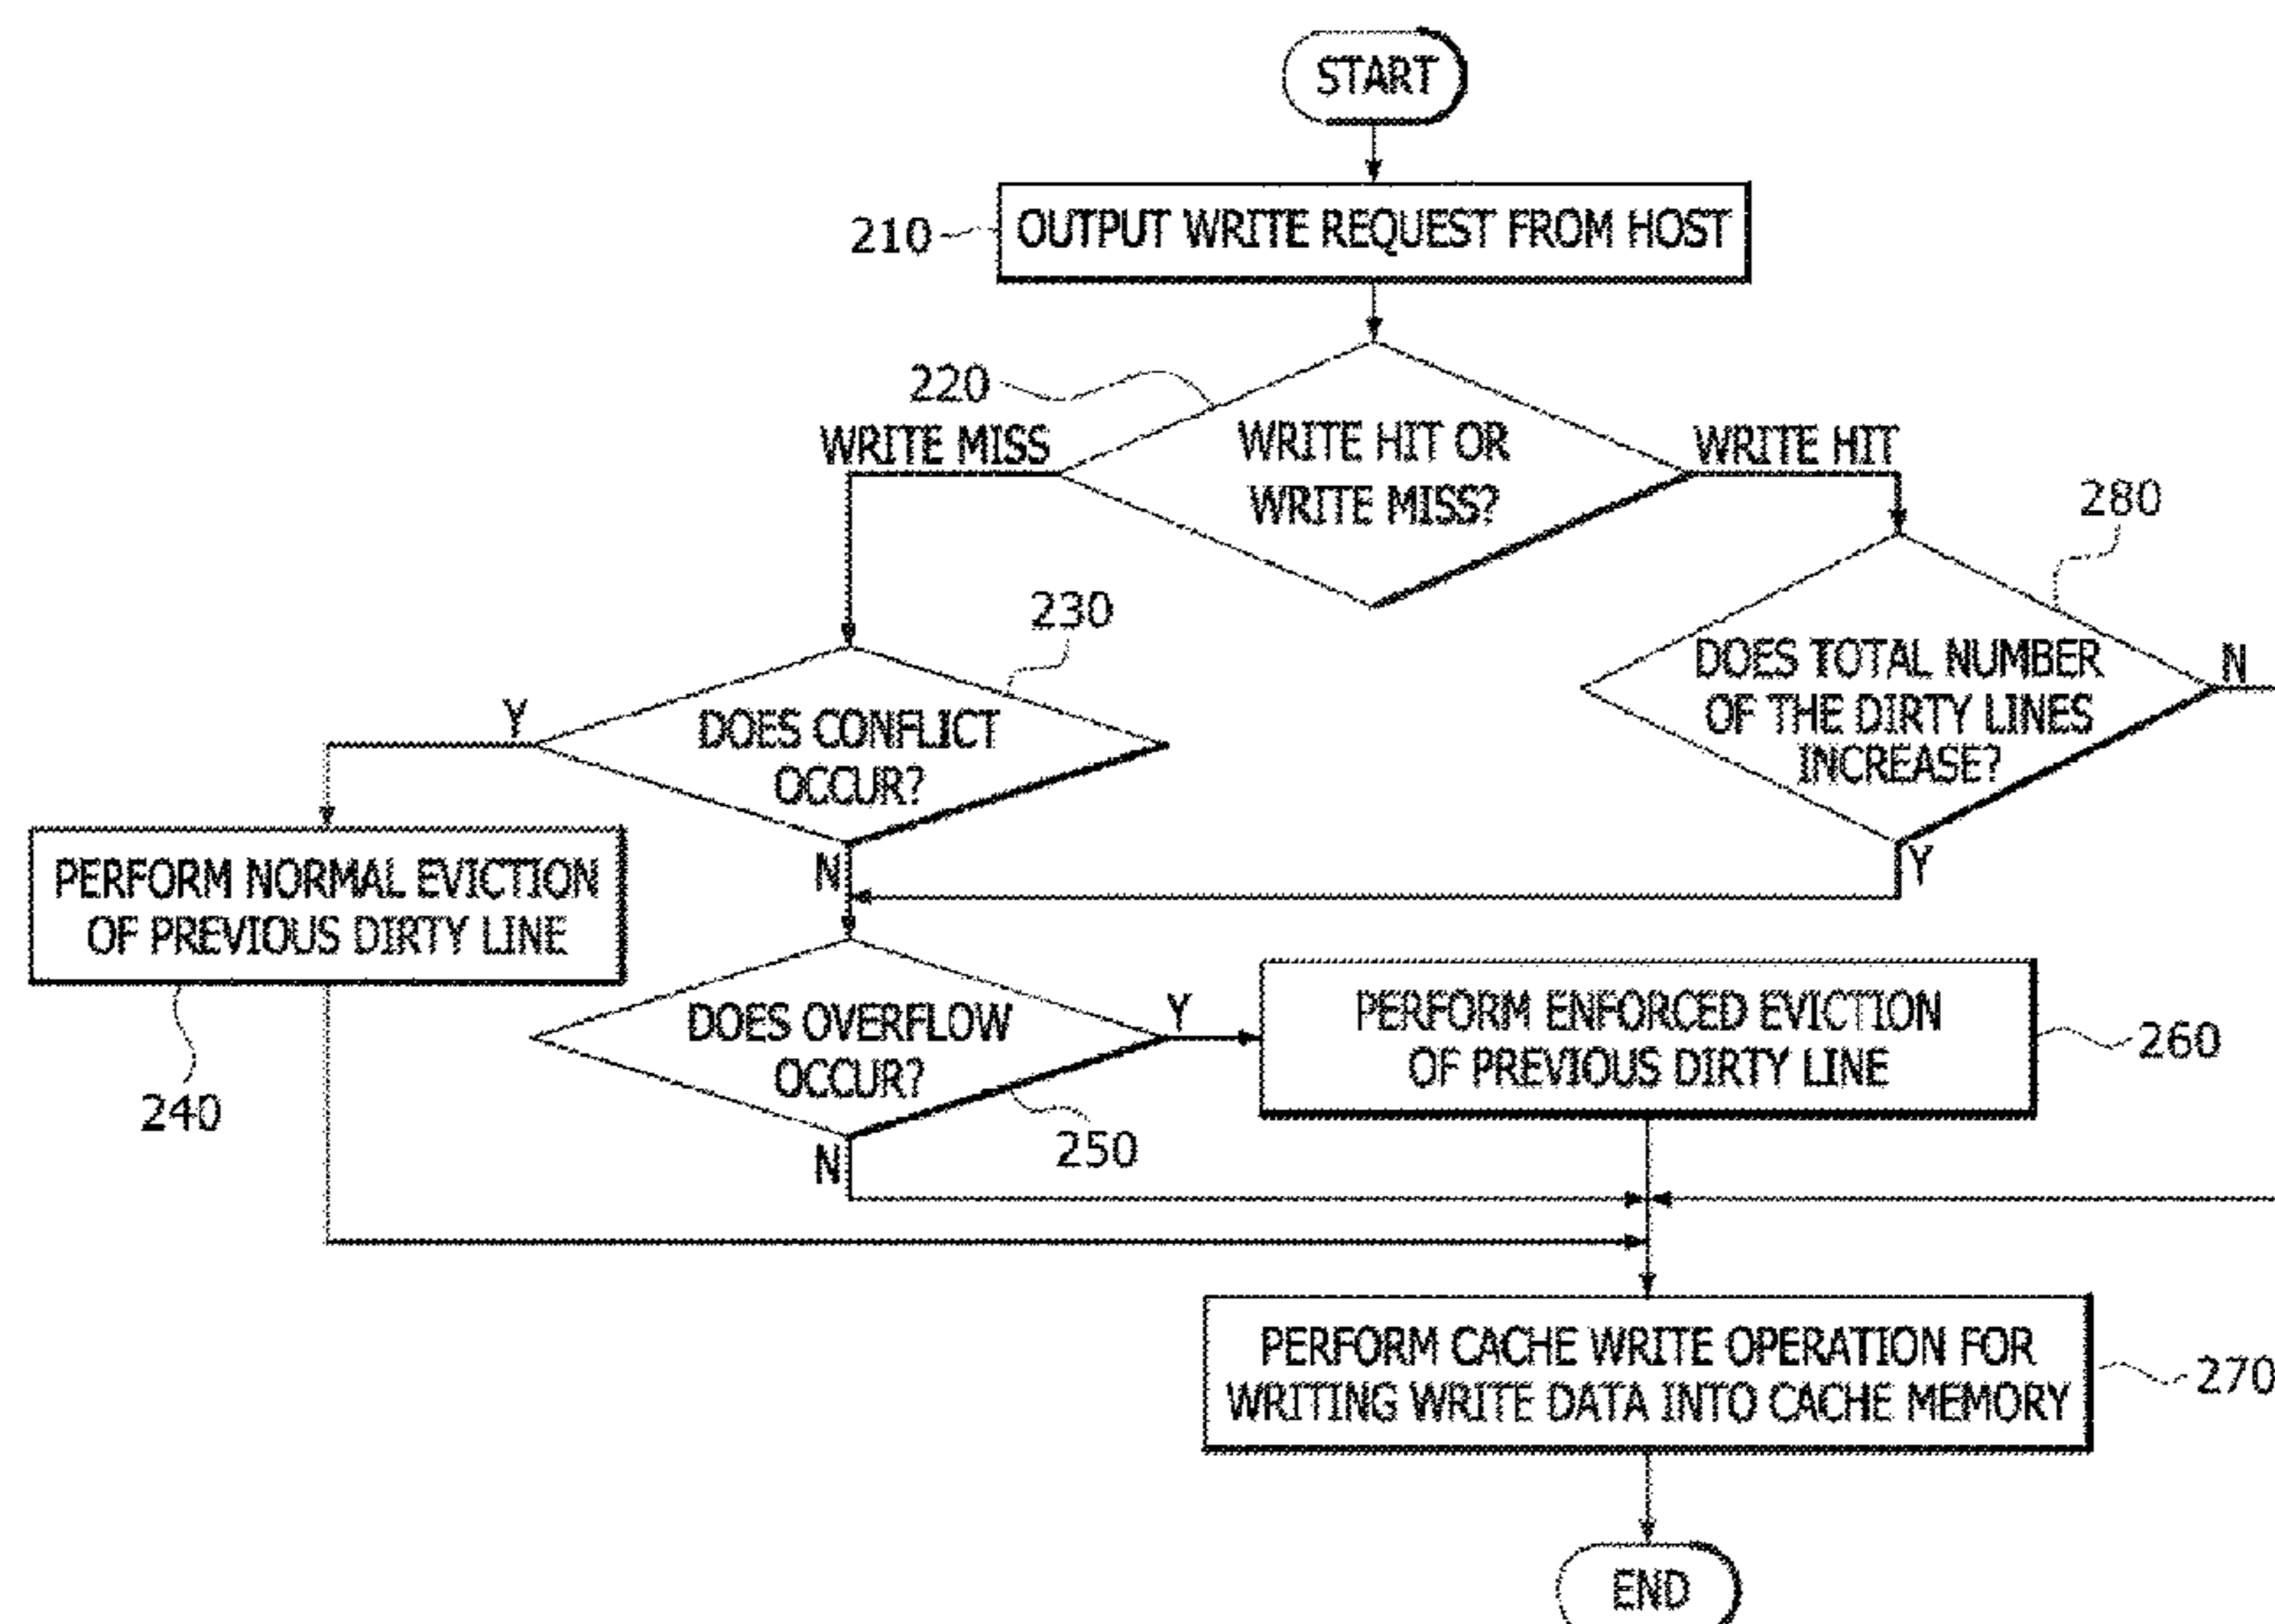 START
210
OUTPUT WRITE REQUEST FROM HOST
220
WRITE MISS
WRITE HIT OR
WRITE MISS?
WRITE HIT
280
230
DOES TOTAL NUMBER
OF THE DIRTY LINES
INCREASE?
N
Y
Y
DOES CONFLICT
OCCUR?
N
PERFORM NORMAL EVICTION
OF PREVIOUS DIRTY LINE
240
DOES OVERFLOW
OCCUR?
Y
250
N
PERFORM ENFORCED EVICTION
OF PREVIOUS DIRTY LINE
260
PERFORM CACHE WRITE OPERATION FOR
WRITING WRITE DATA INTO CACHE MEMORY
270
END